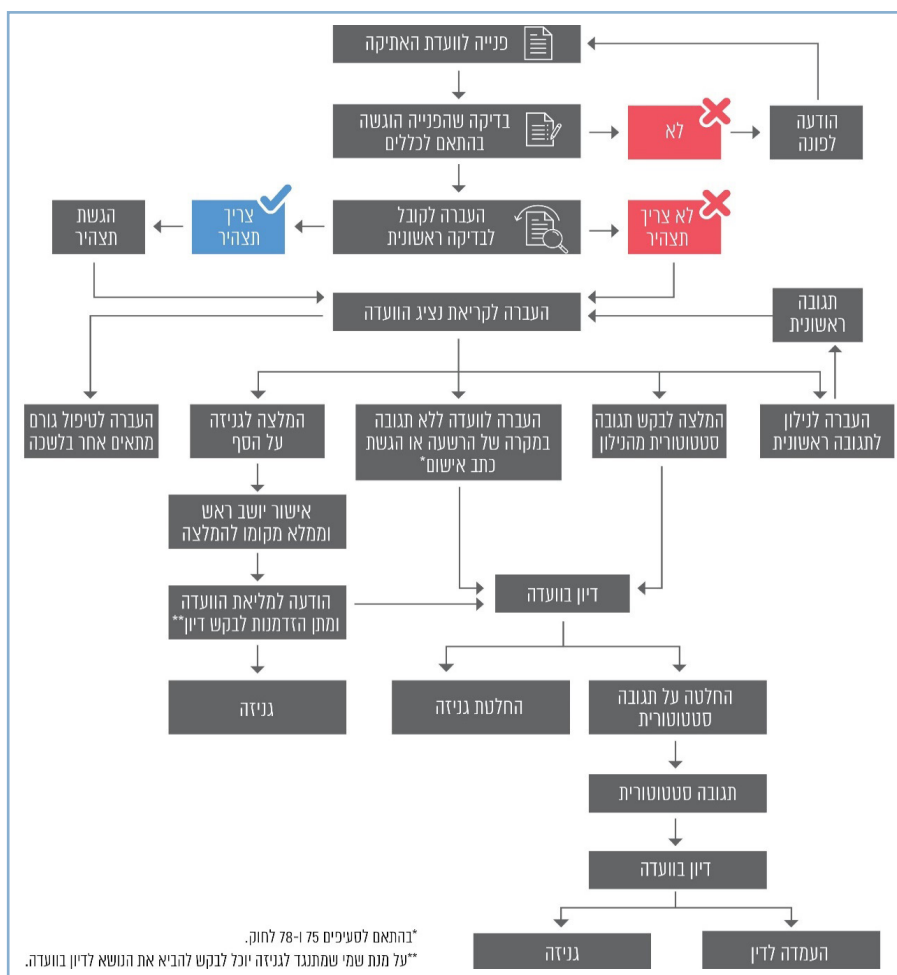 פנייה לוועדת האתיקה
בדיקה שהפנייה הוגשה
בהתאם לכללים
לא
הודעה
לפונה
העברה לקובל
לבדיקה ראשונית
לא צריך
תצהיר
צריך
תצהיר
הגשת
תצהיר
העברה לקריאת נציג הוועדה
תגובה
ראשונית
העברה לנילון
לתגובה ראשונית
המלצה לבקש תגובה
סטטוטורית מהנילון
העברה לוועדה ללא תגובה
במקרה של הרשעה או הגשת
כתב אישום*
המלצה לגניזה
על הסף
העברה לטיפול גורם
מתאים אחר בלשכה
אישור יושב ראש
וממלא מקומו להמלצה
דיון בוועדה
הודעה למליאת הוועדה
ומתן הזדמנות לבקש דיון**
החלטה על תגובה
סטטוטורית
החלטת גניזה
גניזה
תגובה סטטוטורית
דיון בוועדה
העמדה לדין
גניזה
*בהתאם לסעיפים 75 ו-78 לחוק.
**על מנת שמי שמתנגד לגניזה יוכל לבקש להביא את הנושא לדיון בוועדה.